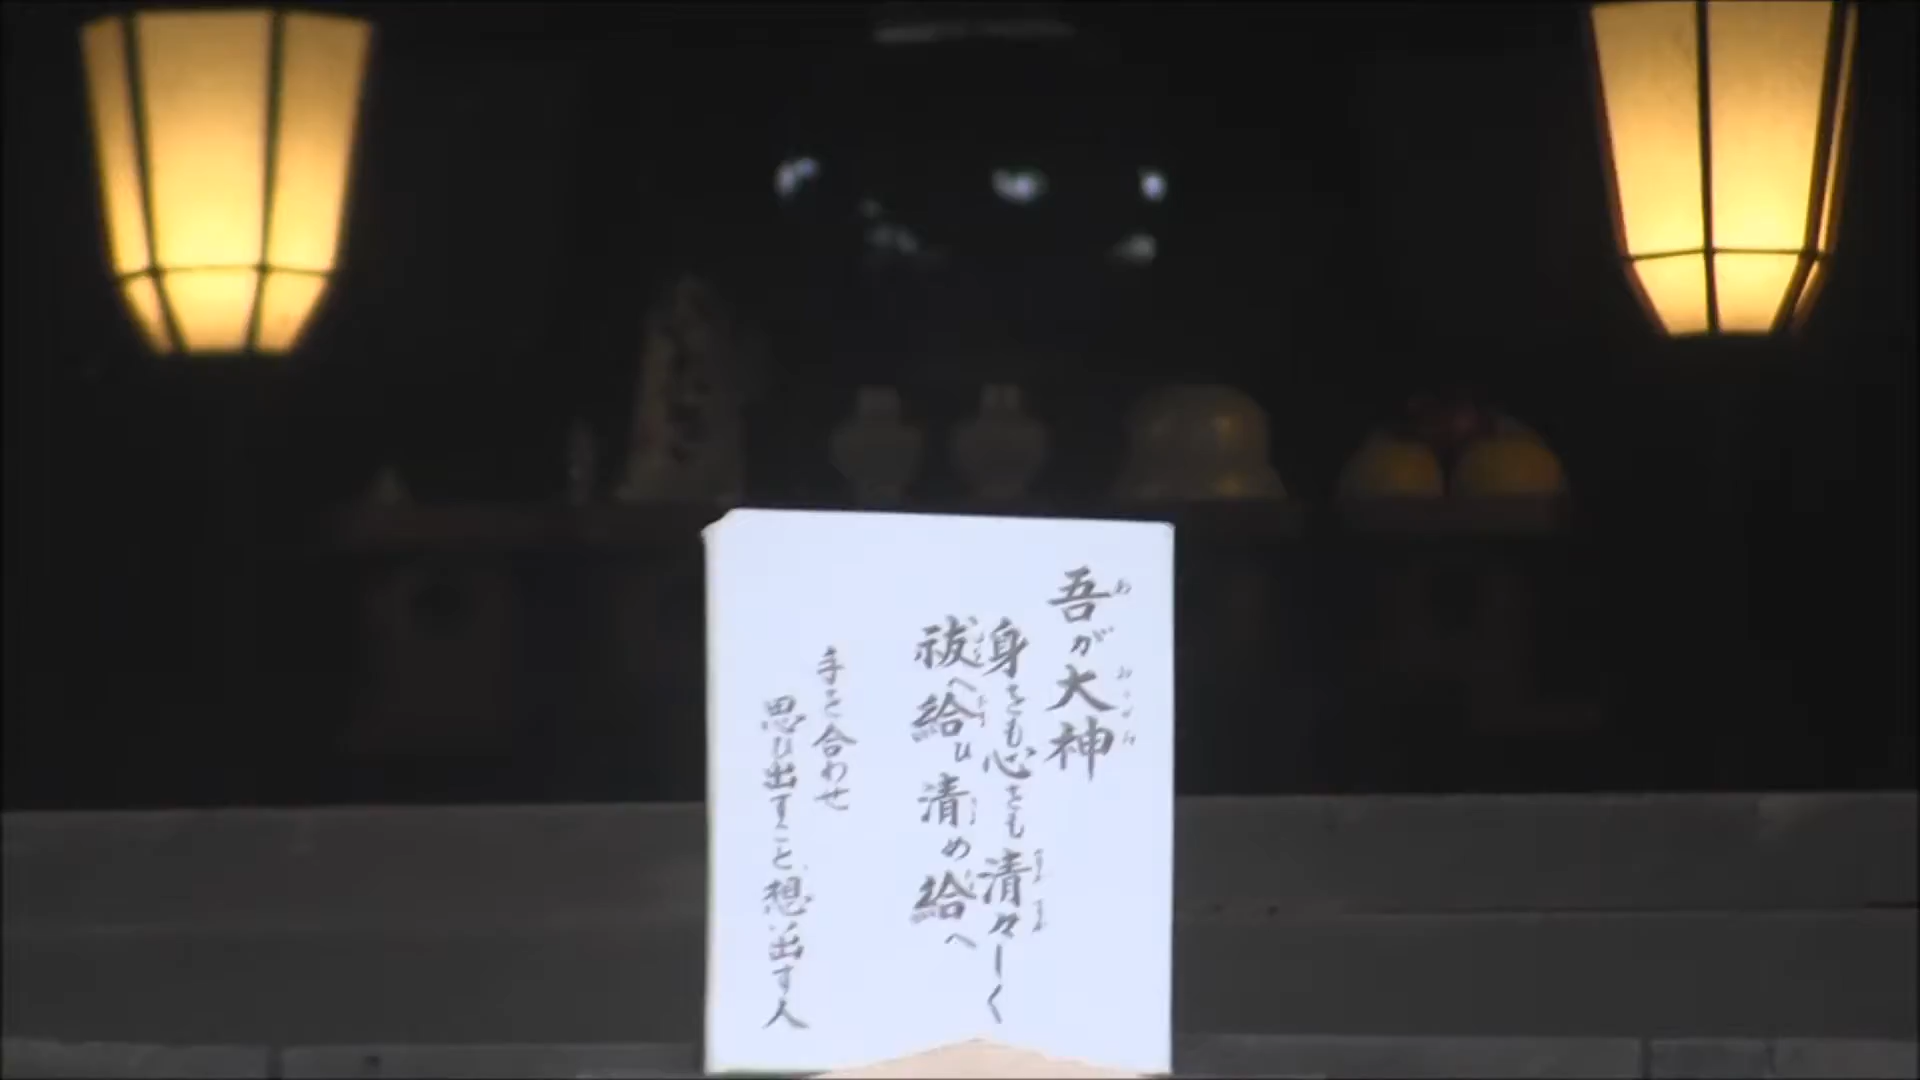 吾が大神
身をも心をも清々しく
祓へ給ひ清め給へ
手を合わせ
思ひ出すこと想ひ出す人